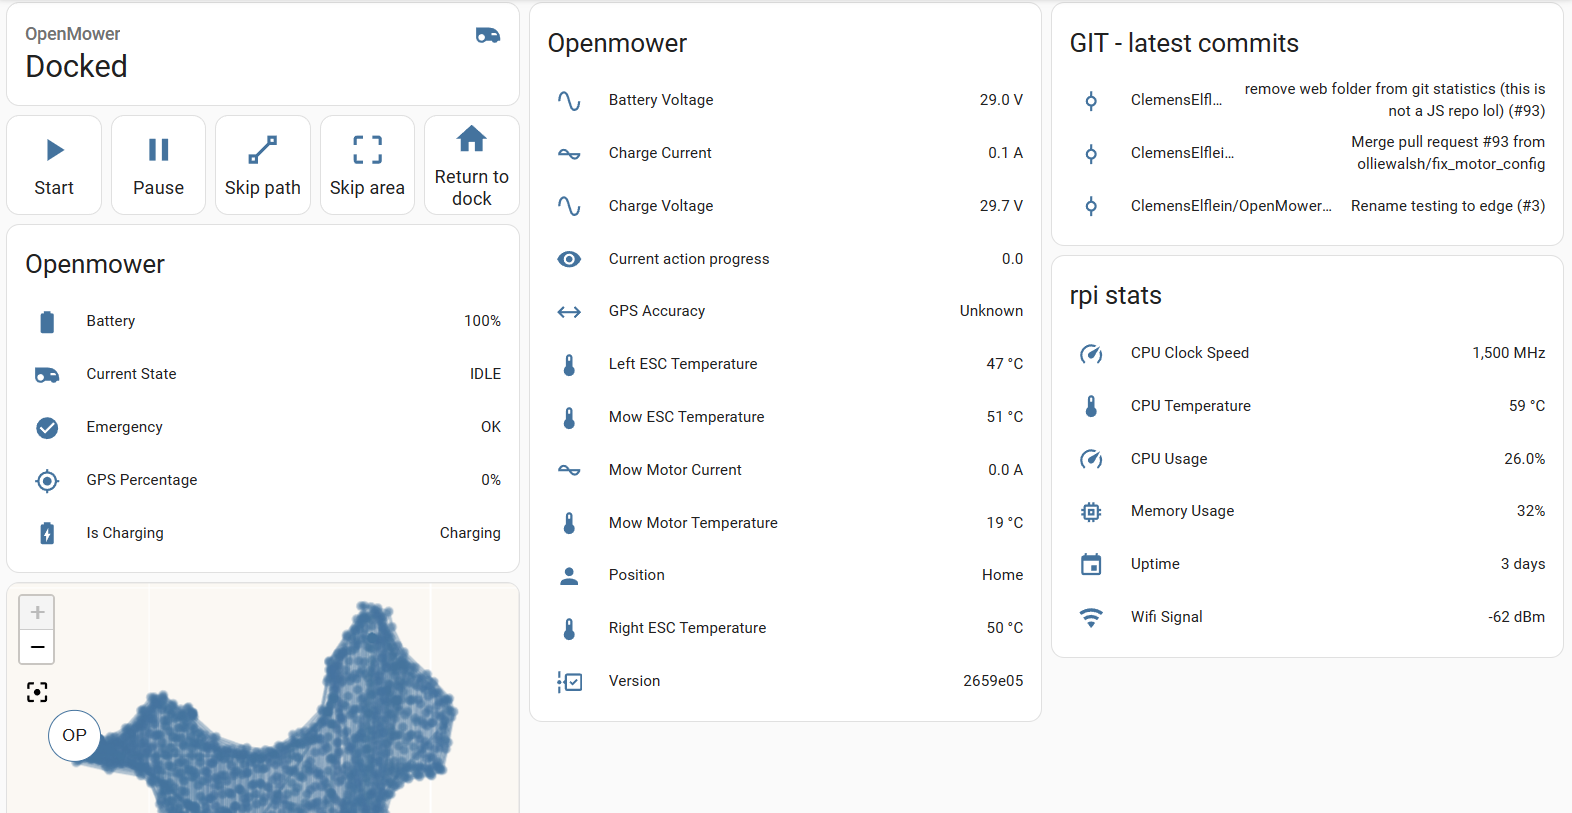 OpenMower
Docked
Start
Pause
Skip path
Skip area
Return to
dock
Openmower
Battery 100%
Current State IDLE
Emergency OK
GPS Percentage 0%
Is Charging Charging
+
−
OP
Openmower
Battery Voltage 29.0 V
Charge Current 0.1 A
Charge Voltage 29.7 V
Current action progress 0.0
GPS Accuracy Unknown
Left ESC Temperature 47 °C
Mow ESC Temperature 51 °C
Mow Motor Current 0.0 A
Mow Motor Temperature 19 °C
Position Home
Right ESC Temperature 50 °C
Version 2659e05
GIT - latest commits
ClemensElfl... remove web folder from git statistics (this is
not a JS repo lol) (#93)
ClemensElflei... Merge pull request #93 from
olliewalsh/fix_motor_config
ClemensElflein/OpenMower... Rename testing to edge (#3)
rpi stats
CPU Clock Speed 1,500 MHz
CPU Temperature 59 °C
CPU Usage 26.0%
Memory Usage 32%
Uptime 3 days
Wifi Signal -62 dBm